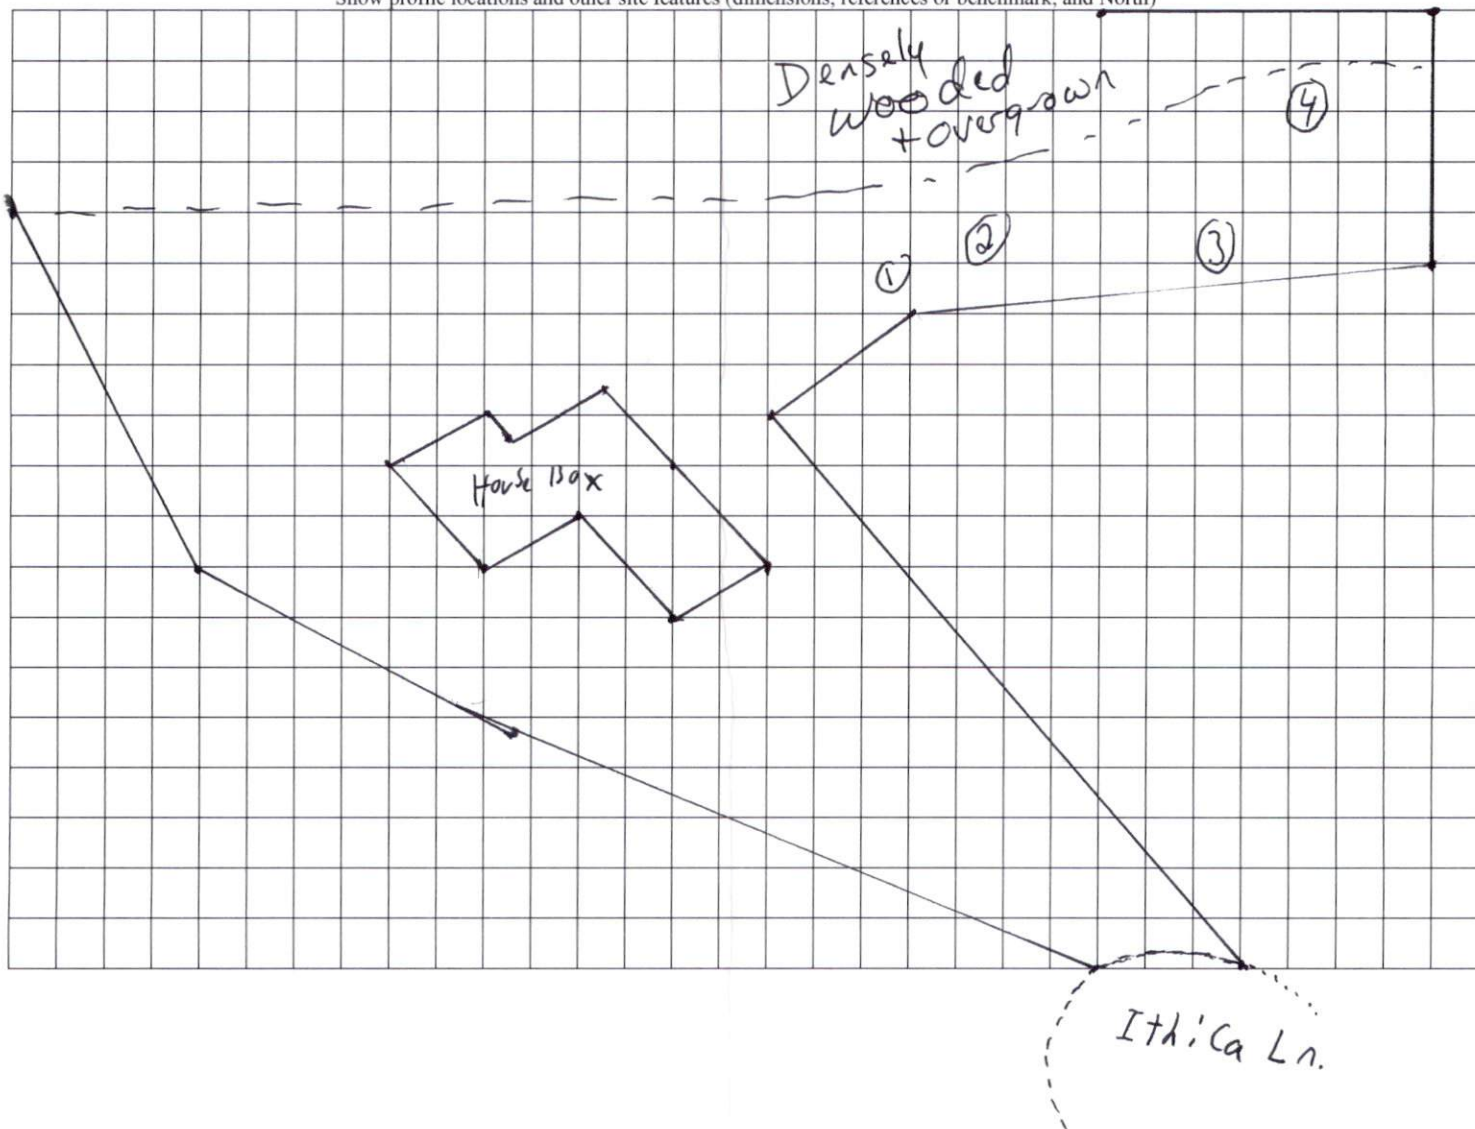 Show profile locations and other site features (dimensions, references or benchmark, and North)
Densely
wooded
+ overgrown
④
②
③
①
House Box
Ithica Ln.